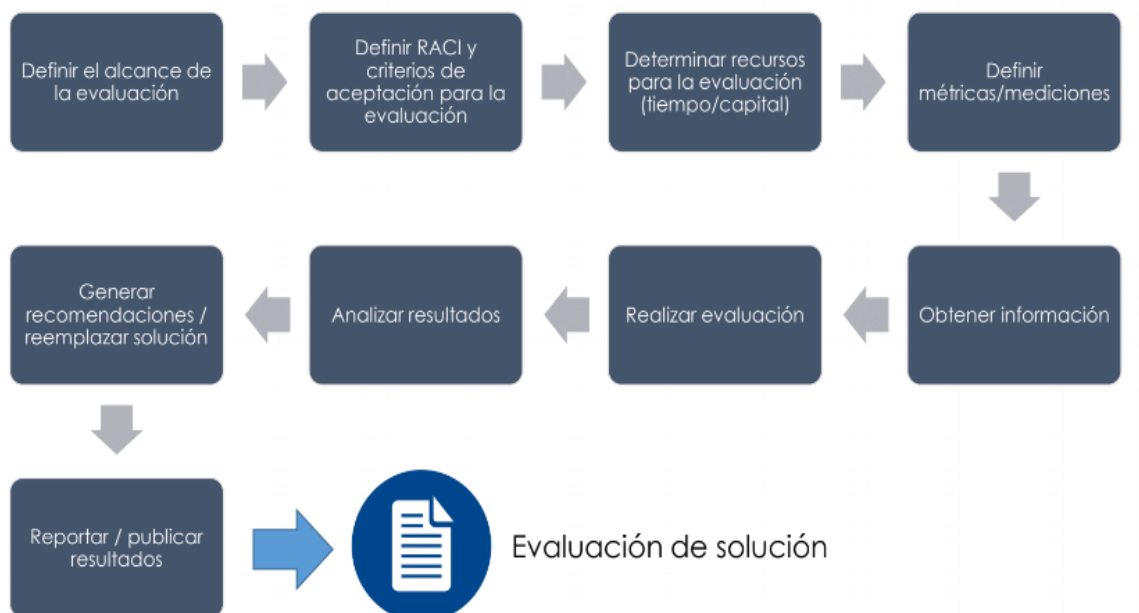 Definir el alcance de
la evaluación
Definir RACI y
criterios de
aceptación para la
evaluación
Determinar recursos
para la evaluación
(tiempo/capital)
Definir
métricas/mediciones
Obtener información
Realizar evaluación
Analizar resultados
Generar
recomendaciones /
reemplazar solución
Reportar / publicar
resultados
Evaluación de solución